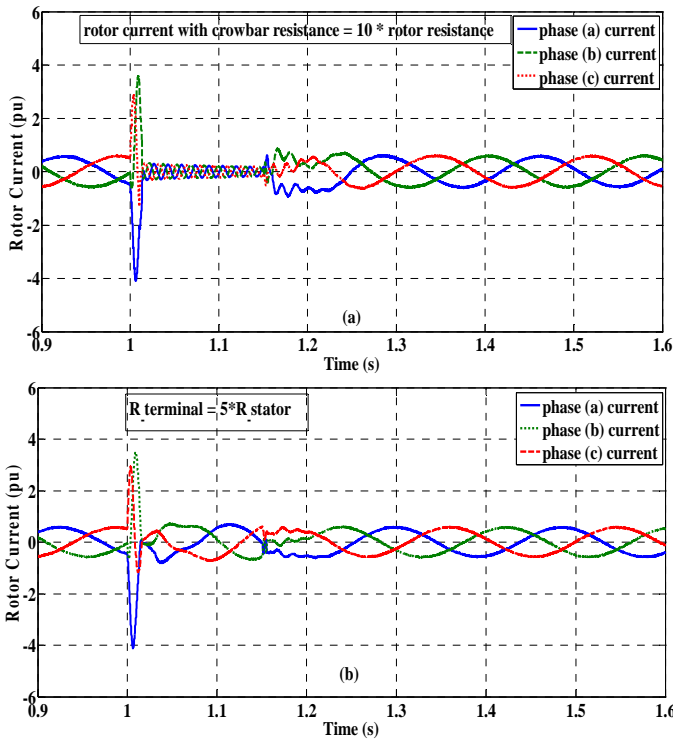 rotor current with crowbar resistance = 10 * rotor resistance
phase (a) current
phase (b) current
phase (c) current
Rotor Current (pu)
6
4
2
0
-2
-4
-6
(a)
0.9 1 1.1 1.2 1.3 1.4 1.5 1.6
Time (s)
R_terminal = 5*R_stator
phase (a) current
phase (b) current
phase (c) current
Rotor Current (pu)
6
4
2
0
-2
-4
-6
(b)
0.9 1 1.1 1.2 1.3 1.4 1.5 1.6
Time (s)